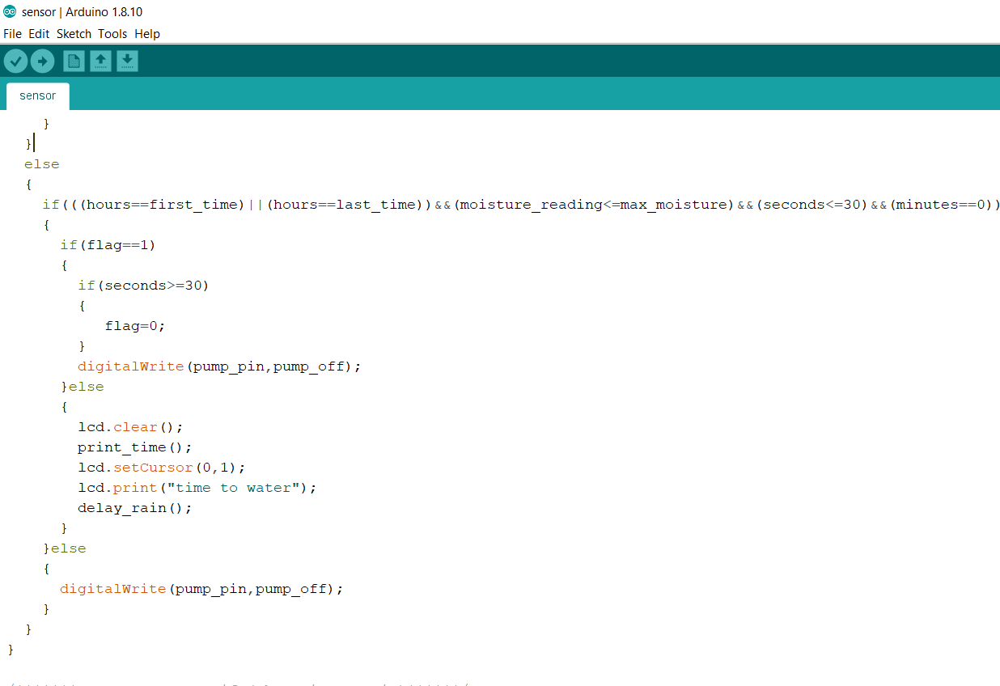 sensor | Arduino 1.8.10
File Edit Sketch Tools Help
sensor
}
}
else
{
if(((hours==first_time)||(hours==last_time))&&(moisture_reading<=max_moisture)&&(seconds<=30)&&(minutes==0))
{
if(flag==1)
{
if(seconds>=30)
{
flag=0;
}
digitalWrite(pump_pin,pump_off);
}else
{
lcd.clear();
print_time();
lcd.setCursor(0,1);
lcd.print("time to water");
delay_rain();
}
}else
{
digitalWrite(pump_pin,pump_off);
}
}
}